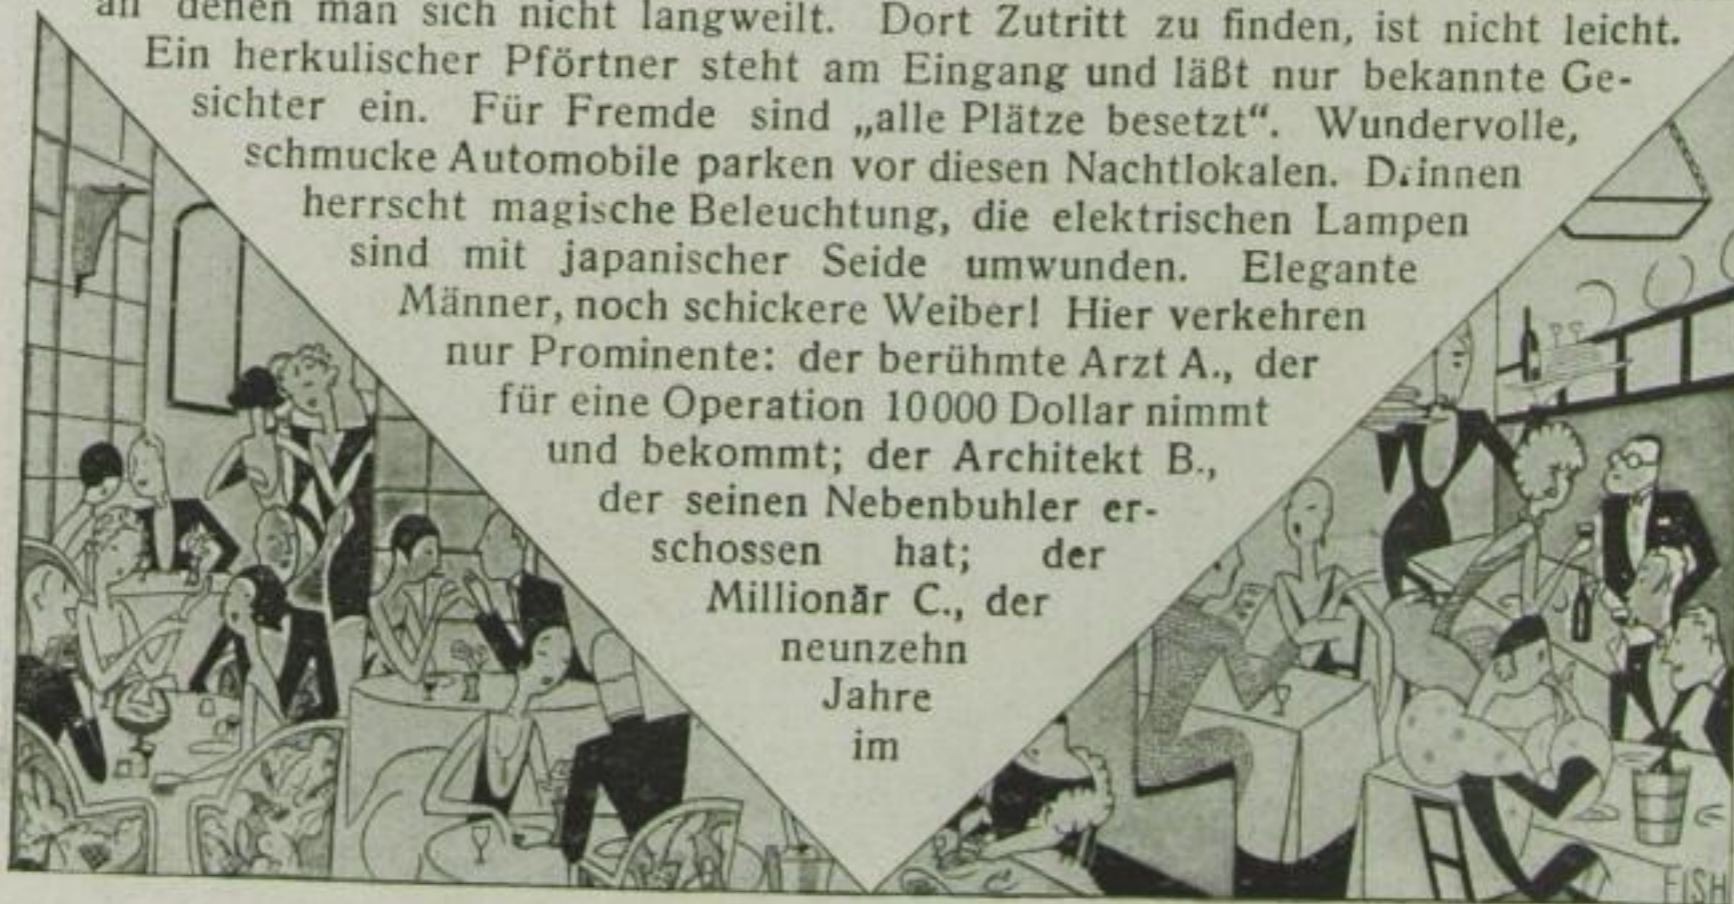 an denen man sich nicht langweilt. Dort Zutritt zu finden, ist nicht leicht.
Ein herkulischer Pförtner steht am Eingang und läßt nur bekannte Ge-
sichter ein. Für Fremde sind „alle Plätze besetzt“. Wundervolle,
schmucke Automobile parken vor diesen Nachtlokalen. Drinnen
herrscht magische Beleuchtung, die elektrischen Lampen
sind mit japanischer Seide umwunden. Elegante
Männer, noch schickere Weiber! Hier verkehren
nur Prominente: der berühmte Arzt A., der
für eine Operation 10000 Dollar nimmt
und bekommt; der Architekt B.,
der seinen Nebenbuhler er-
schossen hat; der
Millionär C., der
neunzehn
Jahre
im
FISH